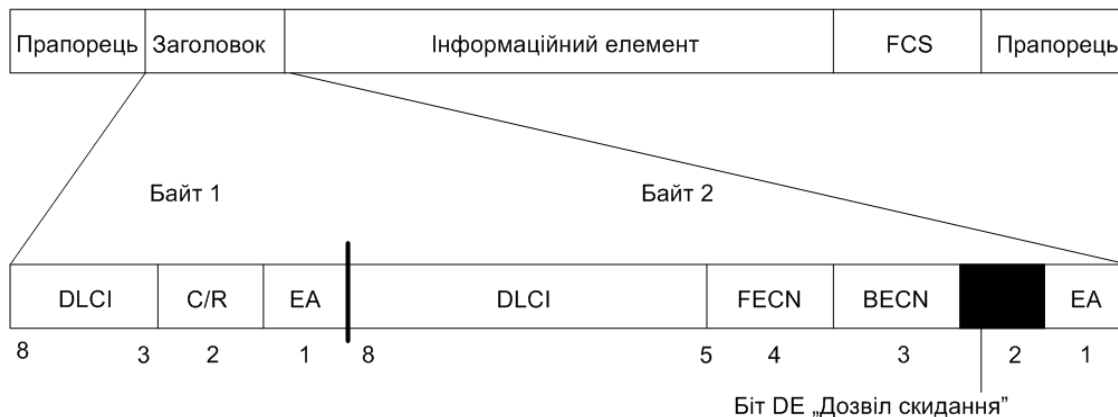 Прапорець Заголовок Інформаційний елемент FCS Прапорець
Байт 1 Байт 2
DLCI C/R EA DLCI FECN BECN EA
8 3 2 1 8 5 4 3 2 1
Біт DE „Дозвіл скидання”